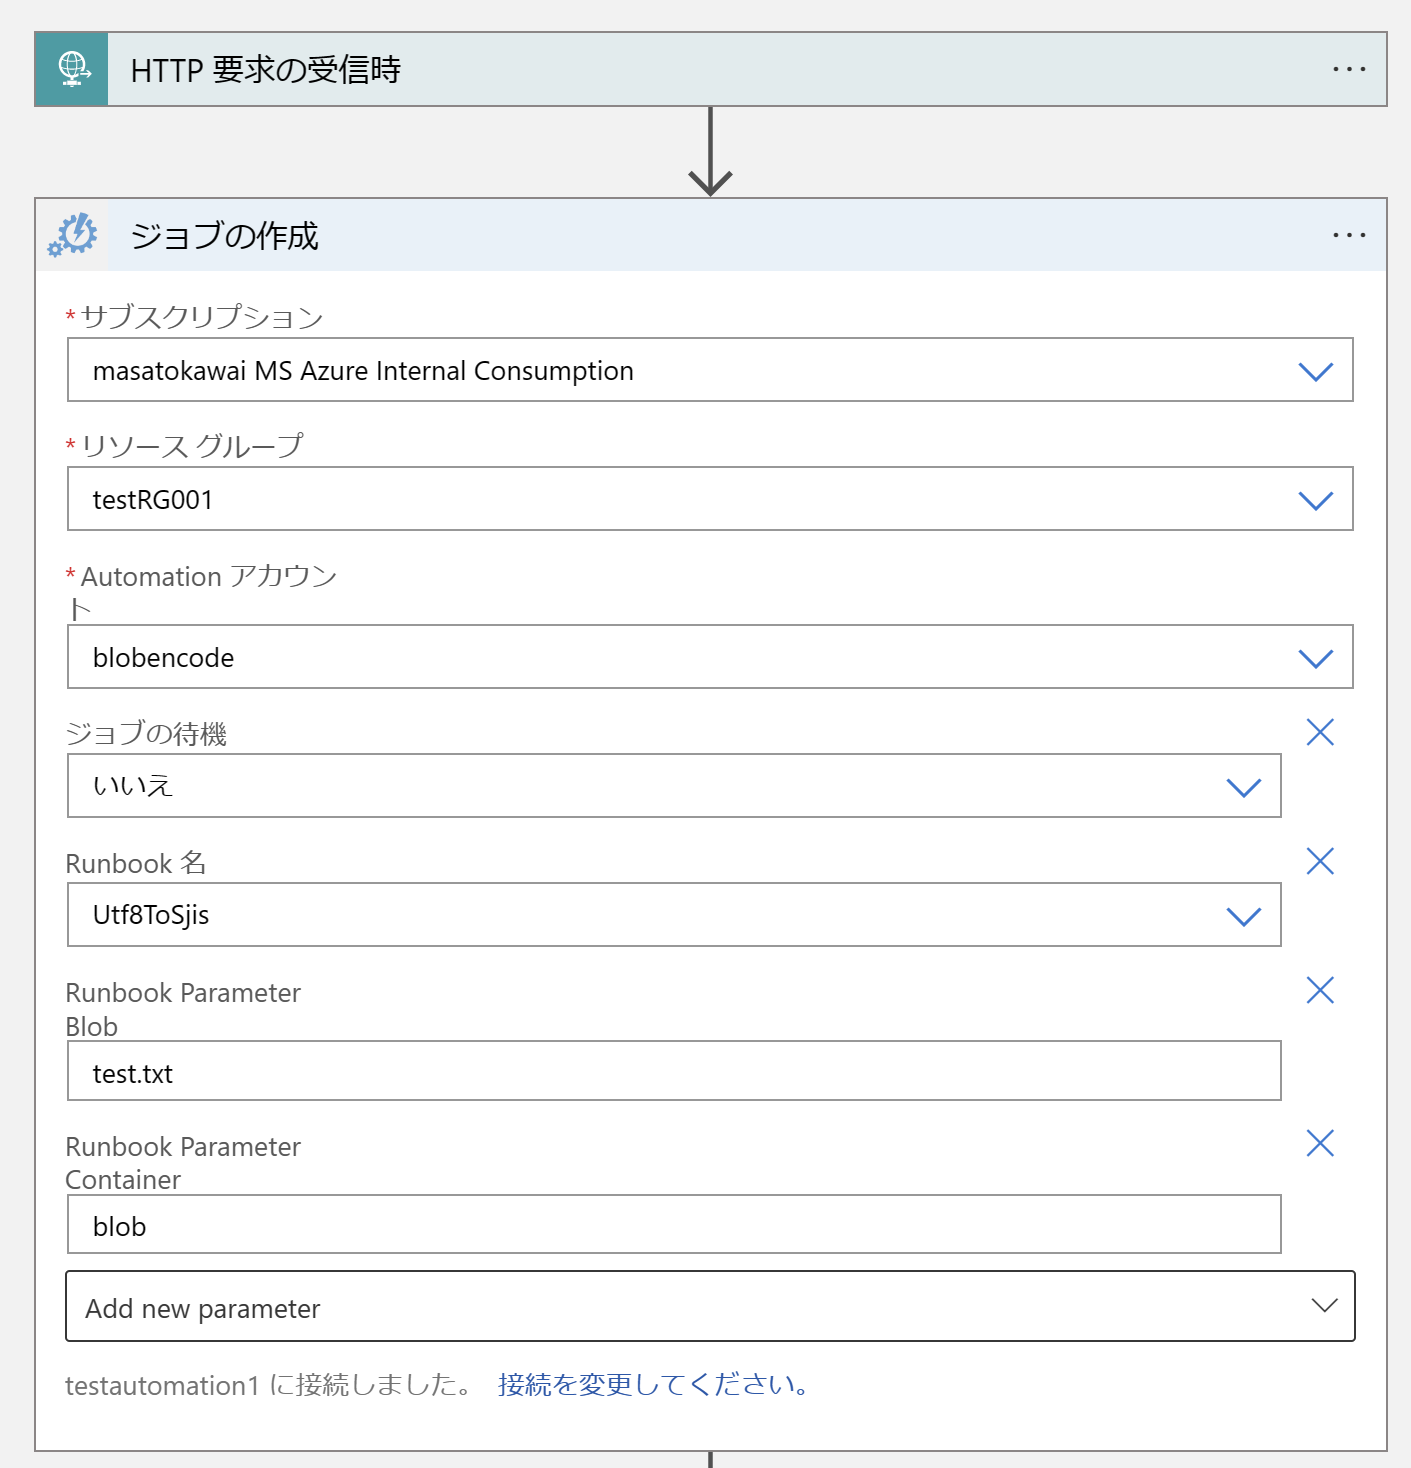 HTTP 要求の受信時
ジョブの作成
* サブスクリプション
masatokawai MS Azure Internal Consumption
* リソース グループ
testRG001
* Automation アカウン
ト
blobencode
ジョブの待機
いいえ
Runbook 名
Utf8ToSjis
Runbook Parameter
Blob
test.txt
Runbook Parameter
Container
blob
Add new parameter
testautomation1 に接続しました。 接続を変更してください。